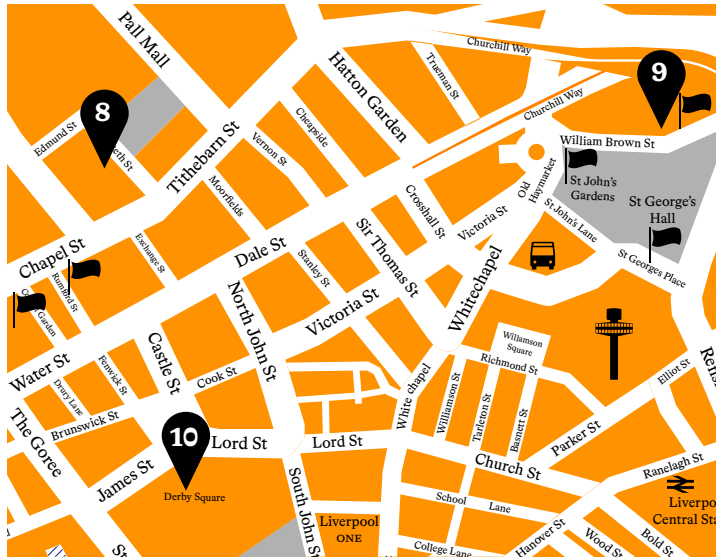 Pall Mall
Churchill Way
Hatton Garden
Trueman St
9
8
Churchill Way
Edmund St
William Brown St
Tithebarn St
Vernon St
Cheapside
Old
Haymarket
St John's
Gardens
Moorfields
Crosshall St
St George's
Hall
Victoria St
St John's Lane
Chapel St
Exchange St
Dale St
Sir Thomas St
St Georges Place
Rumford St
Stanley St
Garden
North John St
Victoria St
Whitechapel
Williamson
Square
Water St
Castle St
Fenwick St
Cook St
Richmond St
Elliot St
Drury Lane
White chapel
Williamson St
Tarleton St
Basnett St
The Goree
Brunswick St
10
Lord St
Lord St
Parker St
Church St
Ranelagh St
James St
Derby Square
South John St
School Lane
Liverpool
ONE
Hanover St
College Lane
Wood St
Bold St
St